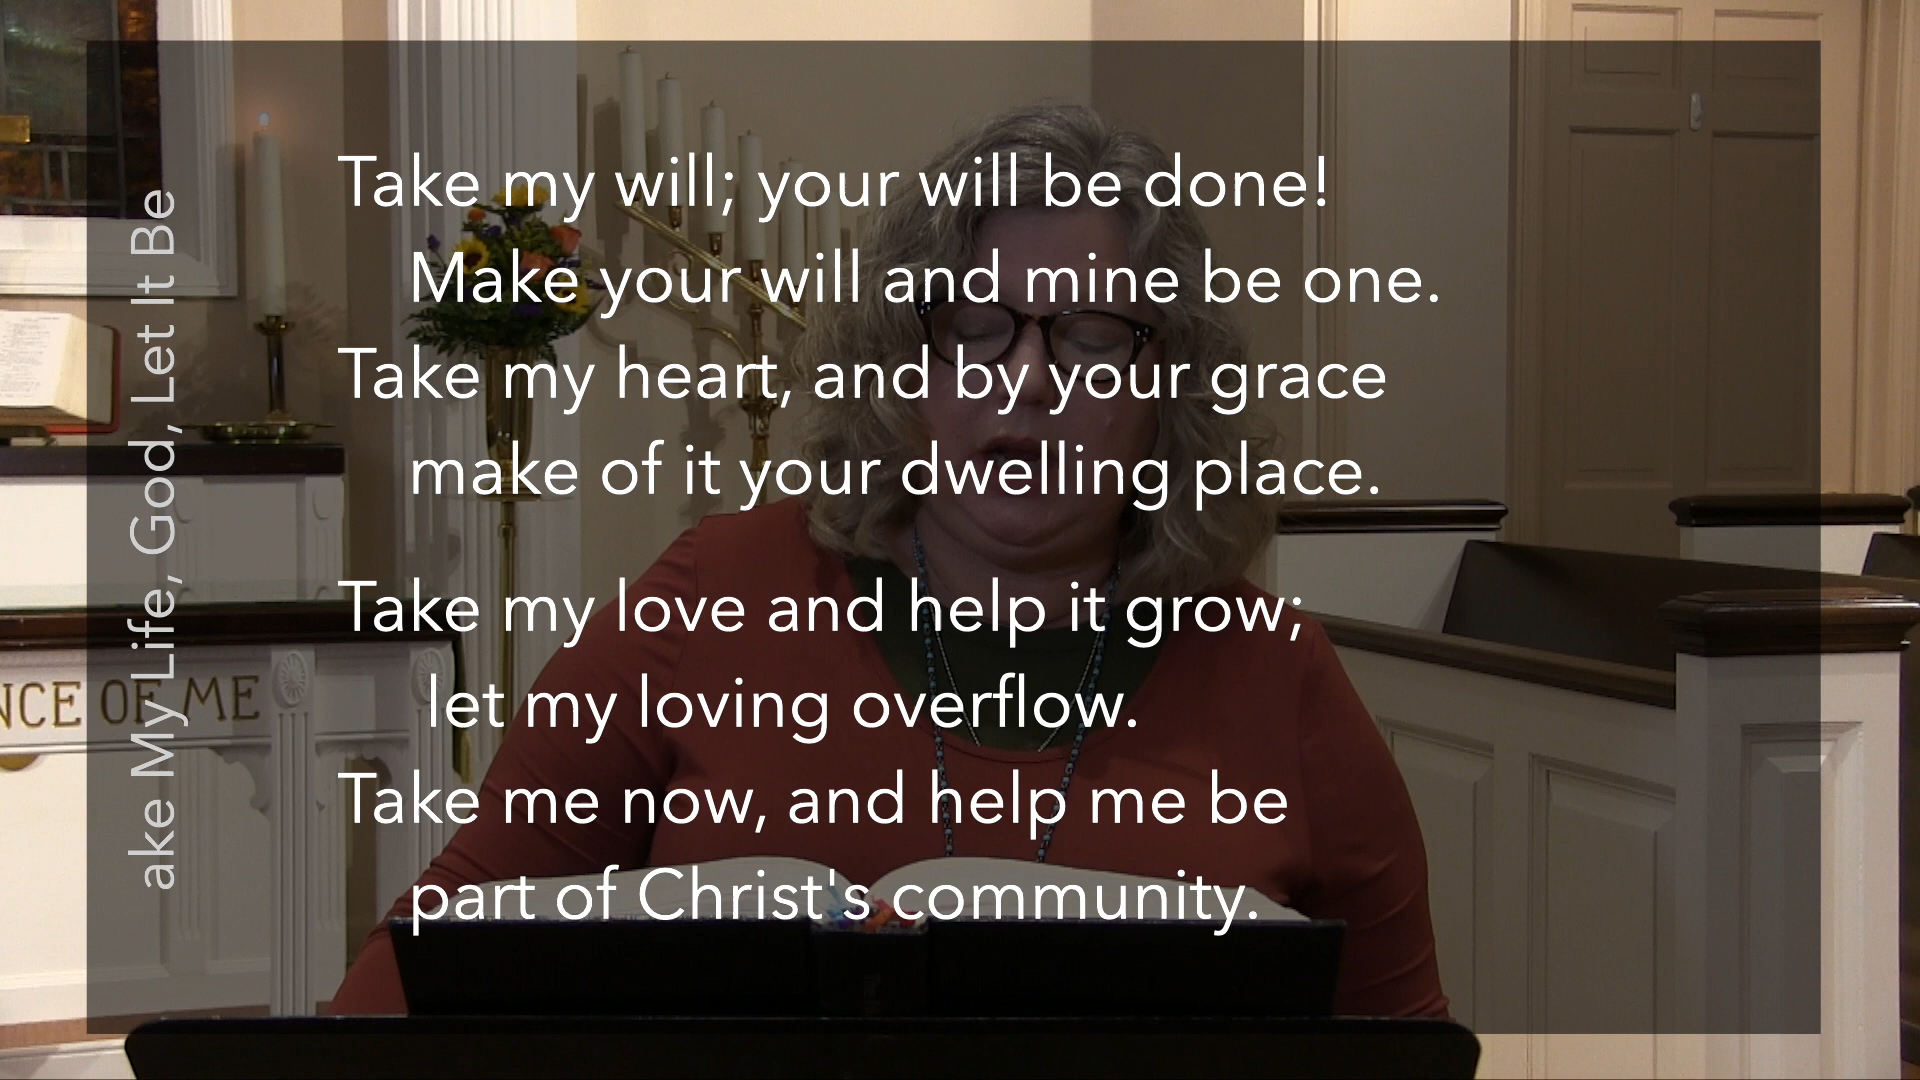 ake My Life, God, Let It Be
Take my will; your will be done!
Make your will and mine be one.
Take my heart, and by your grace
make of it your dwelling place.
Take my love and help it grow;
let my loving overflow.
Take me now, and help me be
part of Christ's community.
NCE OF ME